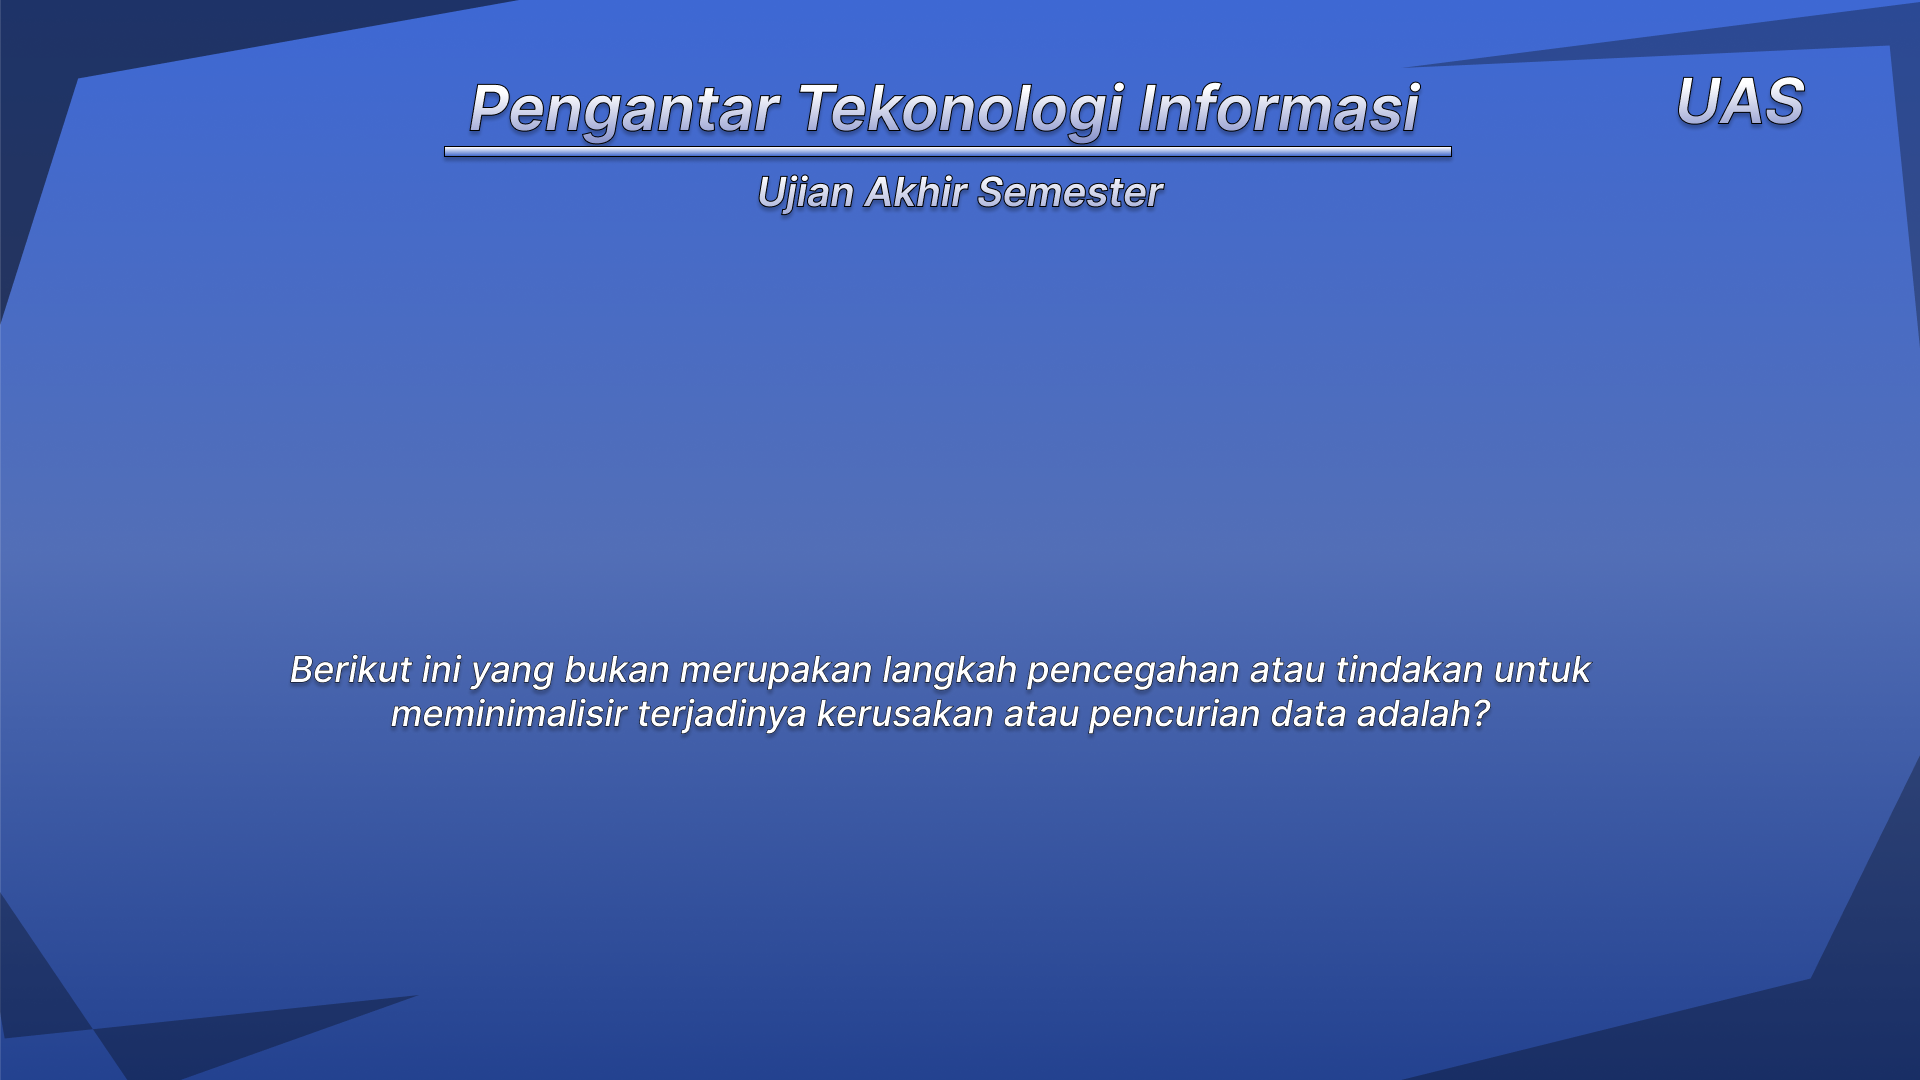 Pengantar Tekonologi Informasi
UAS
Ujian Akhir Semester
Berikut ini yang bukan merupakan langkah pencegahan atau tindakan untuk
meminimalisir terjadinya kerusakan atau pencurian data adalah?